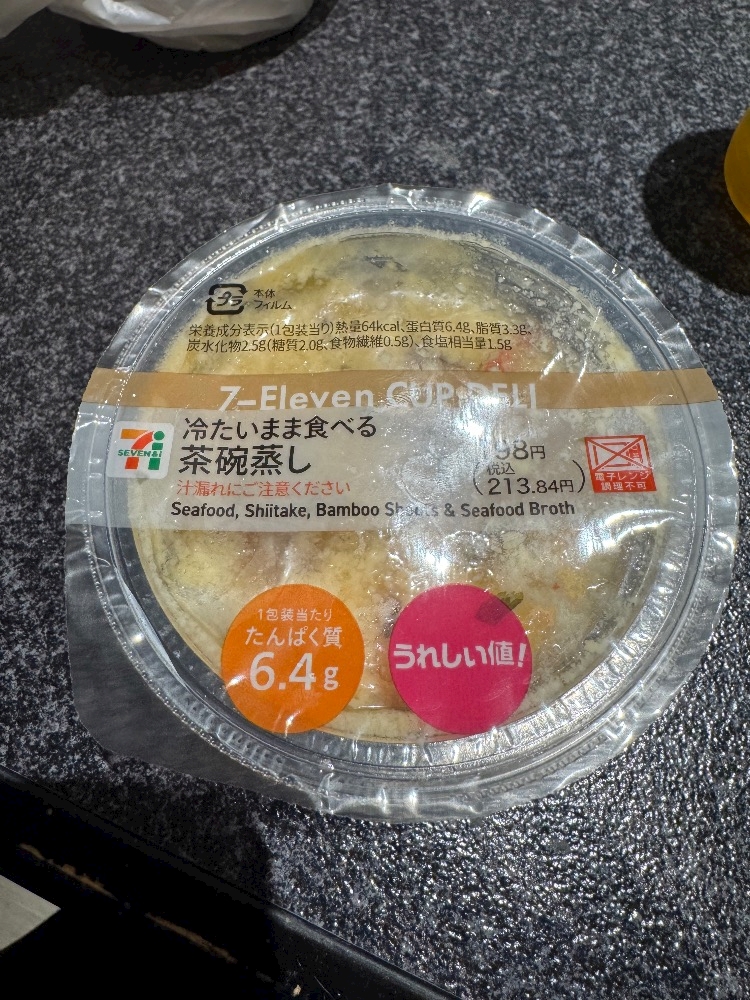 プラ
本体
フィルム
栄養成分表示(1包装当り)熱量64kcal、蛋白質6.4g、脂質3.3g、
炭水化物2.5g(糖質2.0g、食物繊維0.5g)、食塩相当量1.5g
7-Eleven CUP DELI
SEVEN&i
冷たいまま食べる
茶碗蒸し
98円
税込
(213.84円)
電子レンジ
調理不可
汁漏れにご注意ください
Seafood, Shiitake, Bamboo Shoots & Seafood Broth
1包装当たり
たんぱく質
6.4g
うれしい値!